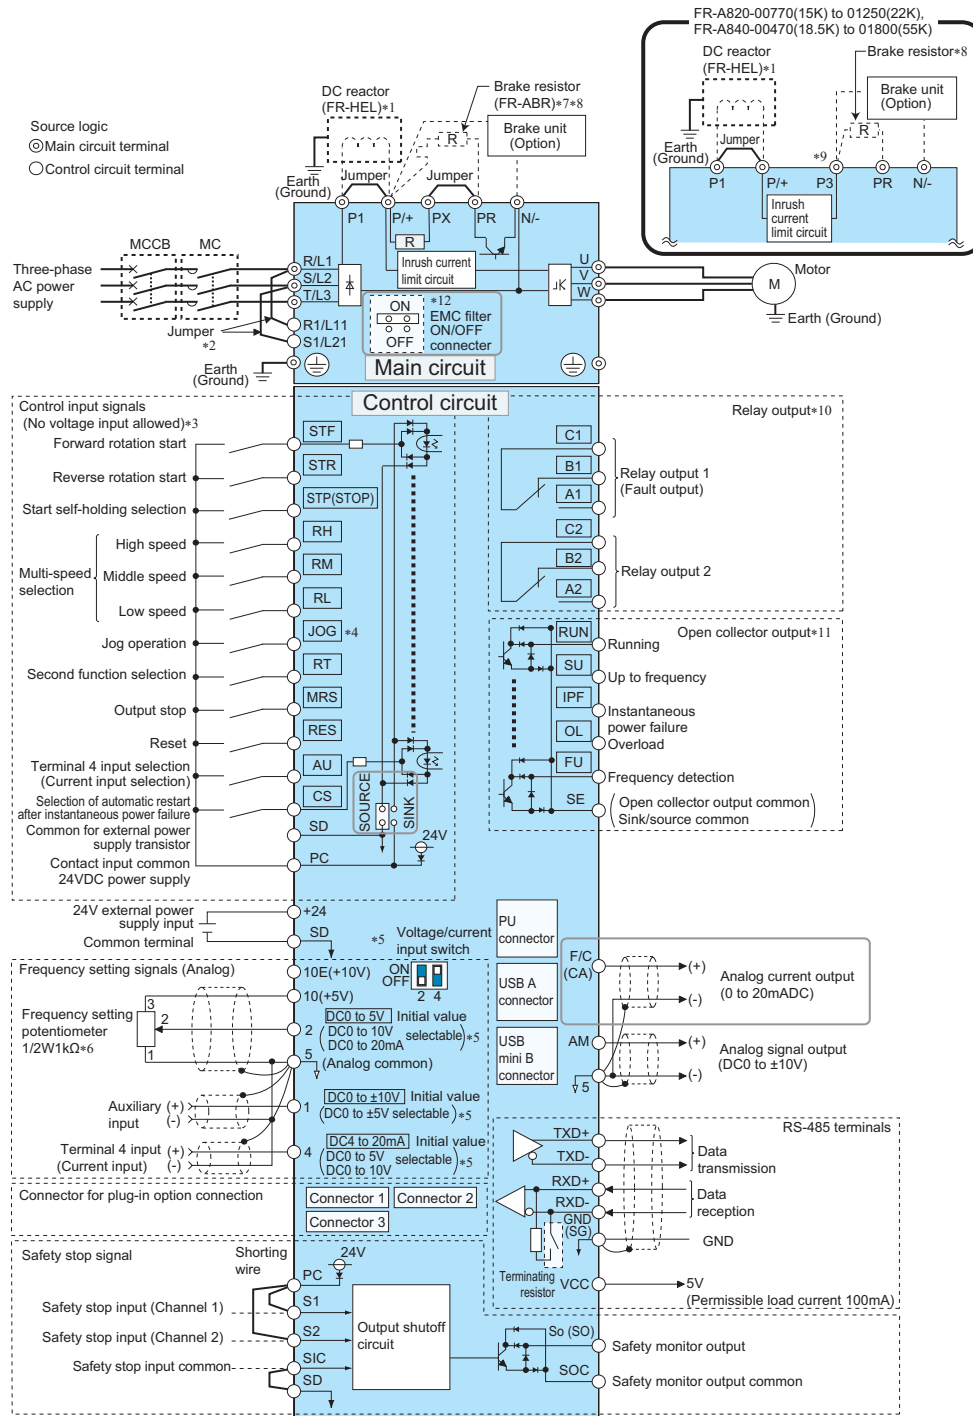 FR-A820-00770(15K) to 01250(22K),
FR-A840-00470(18.5K) to 01800(55K)
DC reactor
(FR-HEL)*1
Brake resistor*8
Brake unit
(Option)
R
Earth
(Ground)
Jumper
*9
P1
P/+
P3
PR
N/-
Inrush
current
limit circuit
Source logic
Main circuit terminal
Control circuit terminal
DC reactor
(FR-HEL)*1
Brake resistor
(FR-ABR)*7*8
Brake unit
(Option)
R
Earth
(Ground)
Jumper
Jumper
P1
P/+
PX
PR
N/-
R
Inrush current
limit circuit
MCCB
MC
Three-phase
AC power
supply
R/L1
S/L2
T/L3
R1/L11
S1/L21
Jumper
*2
Earth
(Ground)
ON
OFF
*12
EMC filter
ON/OFF
connecter
U
V
W
Motor
M
Earth (Ground)
Main circuit
Control circuit
Control input signals
(No voltage input allowed)*3
Forward rotation start
STF
Reverse rotation start
STR
Start self-holding selection
STP(STOP)
Multi-speed
selection
High speed
RH
Middle speed
RM
Low speed
RL
Jog operation
JOG
*4
Second function selection
RT
Output stop
MRS
Reset
RES
Terminal 4 input selection
(Current input selection)
AU
Selection of automatic restart
after instantaneous power failure
CS
SOURCE
SINK
Common for external power
supply transistor
SD
24V
Contact input common
24VDC power supply
PC
Relay output*10
C1
B1
A1
Relay output 1
(Fault output)
C2
B2
A2
Relay output 2
Open collector output*11
RUN
Running
SU
Up to frequency
IPF
Instantaneous
power failure
OL
Overload
FU
Frequency detection
SE
Open collector output common
Sink/source common
24V external power
supply input
+24
Common terminal
SD
*5
Voltage/current
input switch
ON
OFF
2 4
Frequency setting signals (Analog)
10E(+10V)
10(+5V)
Frequency setting
potentiometer
1/2W1kΩ*6
3
2
1
2
DC0 to 5V
Initial value
DC0 to 10V
DC0 to 20mA
selectable
*5
5
(Analog common)
Auxiliary
input
(+)
(-)
1
DC0 to ±10V
Initial value
(DC0 to ±5V selectable)
*5
Terminal 4 input
(Current input)
(+)
(-)
4
DC4 to 20mA
Initial value
DC0 to 5V
DC0 to 10V
selectable
*5
PU
connector
USB A
connector
USB
mini B
connector
F/C
(CA)
(+)
(-)
Analog current output
(0 to 20mADC)
AM
(+)
(-)
5
Analog signal output
(DC0 to ±10V)
Connector for plug-in option connection
Connector 1
Connector 2
Connector 3
RS-485 terminals
TXD+
TXD-
Data
transmission
RXD+
RXD-
Data
reception
GND
(SG)
GND
Terminating
resistor
VCC
5V
(Permissible load current 100mA)
Safety stop signal
Shorting
wire
24V
PC
Safety stop input (Channel 1)
S1
Safety stop input (Channel 2)
S2
Safety stop input common
SIC
SD
Output shutoff
circuit
So (SO)
Safety monitor output
SOC
Safety monitor output common